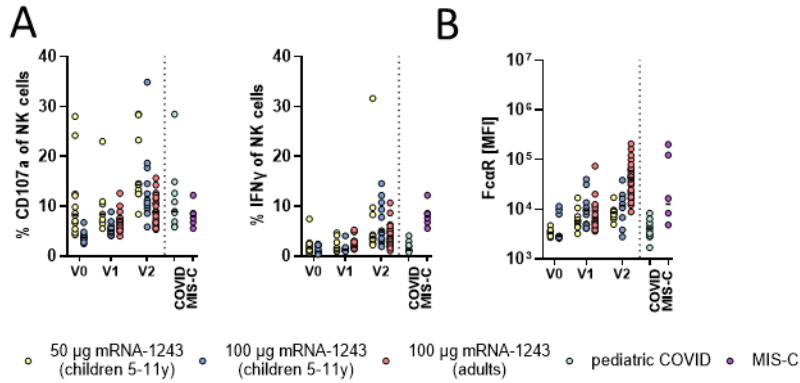 A
B
% CD107a of NK cells
40
30
20
10
0
V0 V1 V2 COVID MIS-C
% IFNγ of NK cells
40
30
20
10
0
V0 V1 V2 COVID MIS-C
FcαR [MFI]
10⁷
10⁶
10⁵
10⁴
10³
V0 V1 V2 COVID MIS-C
50 µg mRNA-1243 100 µg mRNA-1243 100 µg mRNA-1243 pediatric COVID MIS-C
(children 5-11y) (children 5-11y) (adults)